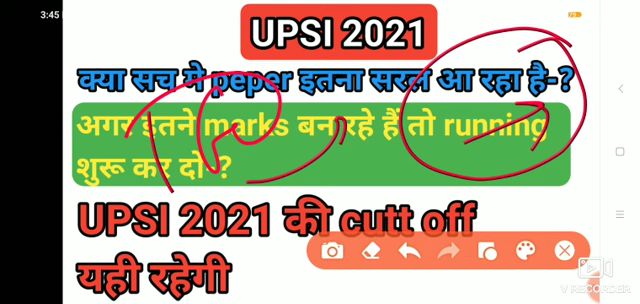 3:45
79
UPSI 2021
क्या सच मे peper इतना सरल आ रहा है-?
अगर इतने marks बन रहे हैं तो running
शुरू कर दो-?
UPSI 2021 की cutt off
यही रहेगी
V RECORDER